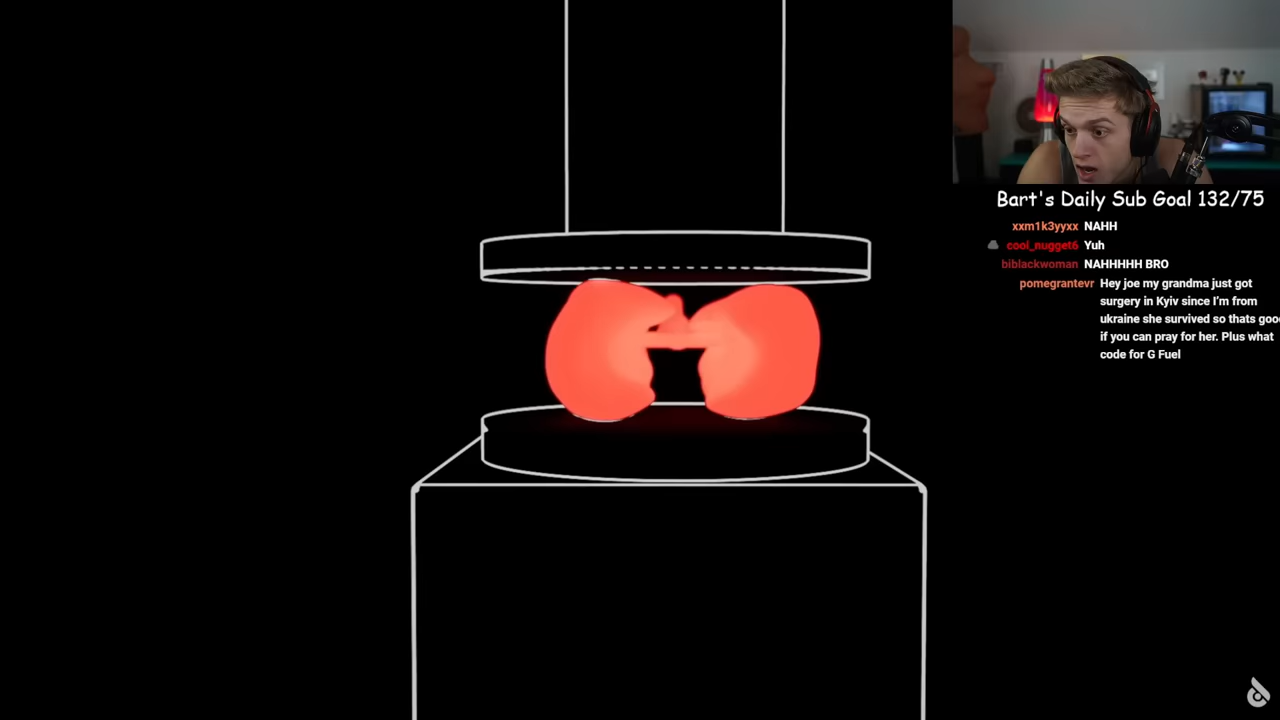 Bart's Daily Sub Goal 132/75
xxm1k3yyxx NAHH
cool_nugget6 Yuh
biblackwoman NAHHHHH BRO
pomegrantevr Hey joe my grandma just got
surgery in Kyiv since I'm from
ukraine she survived so thats goo
if you can pray for her. Plus what
code for G Fuel